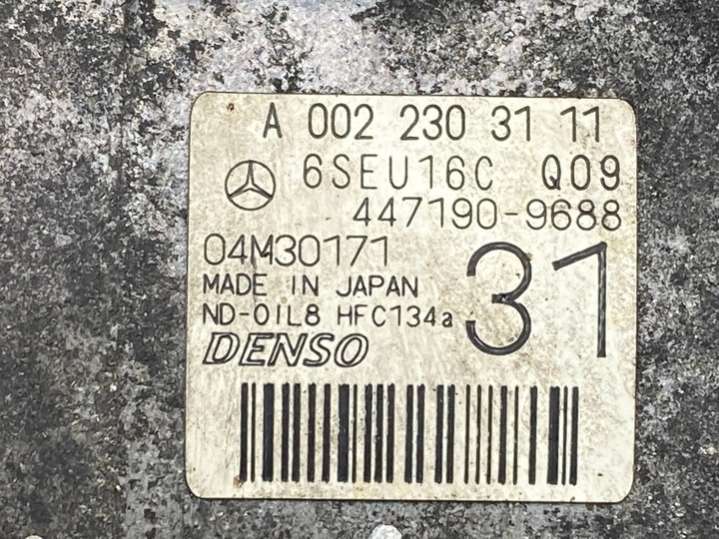 A 002 230 31 11
6SEU16C Q09
447190-9688
04M30171
31
MADE IN JAPAN
ND-OIL8 HFC134a
DENSO